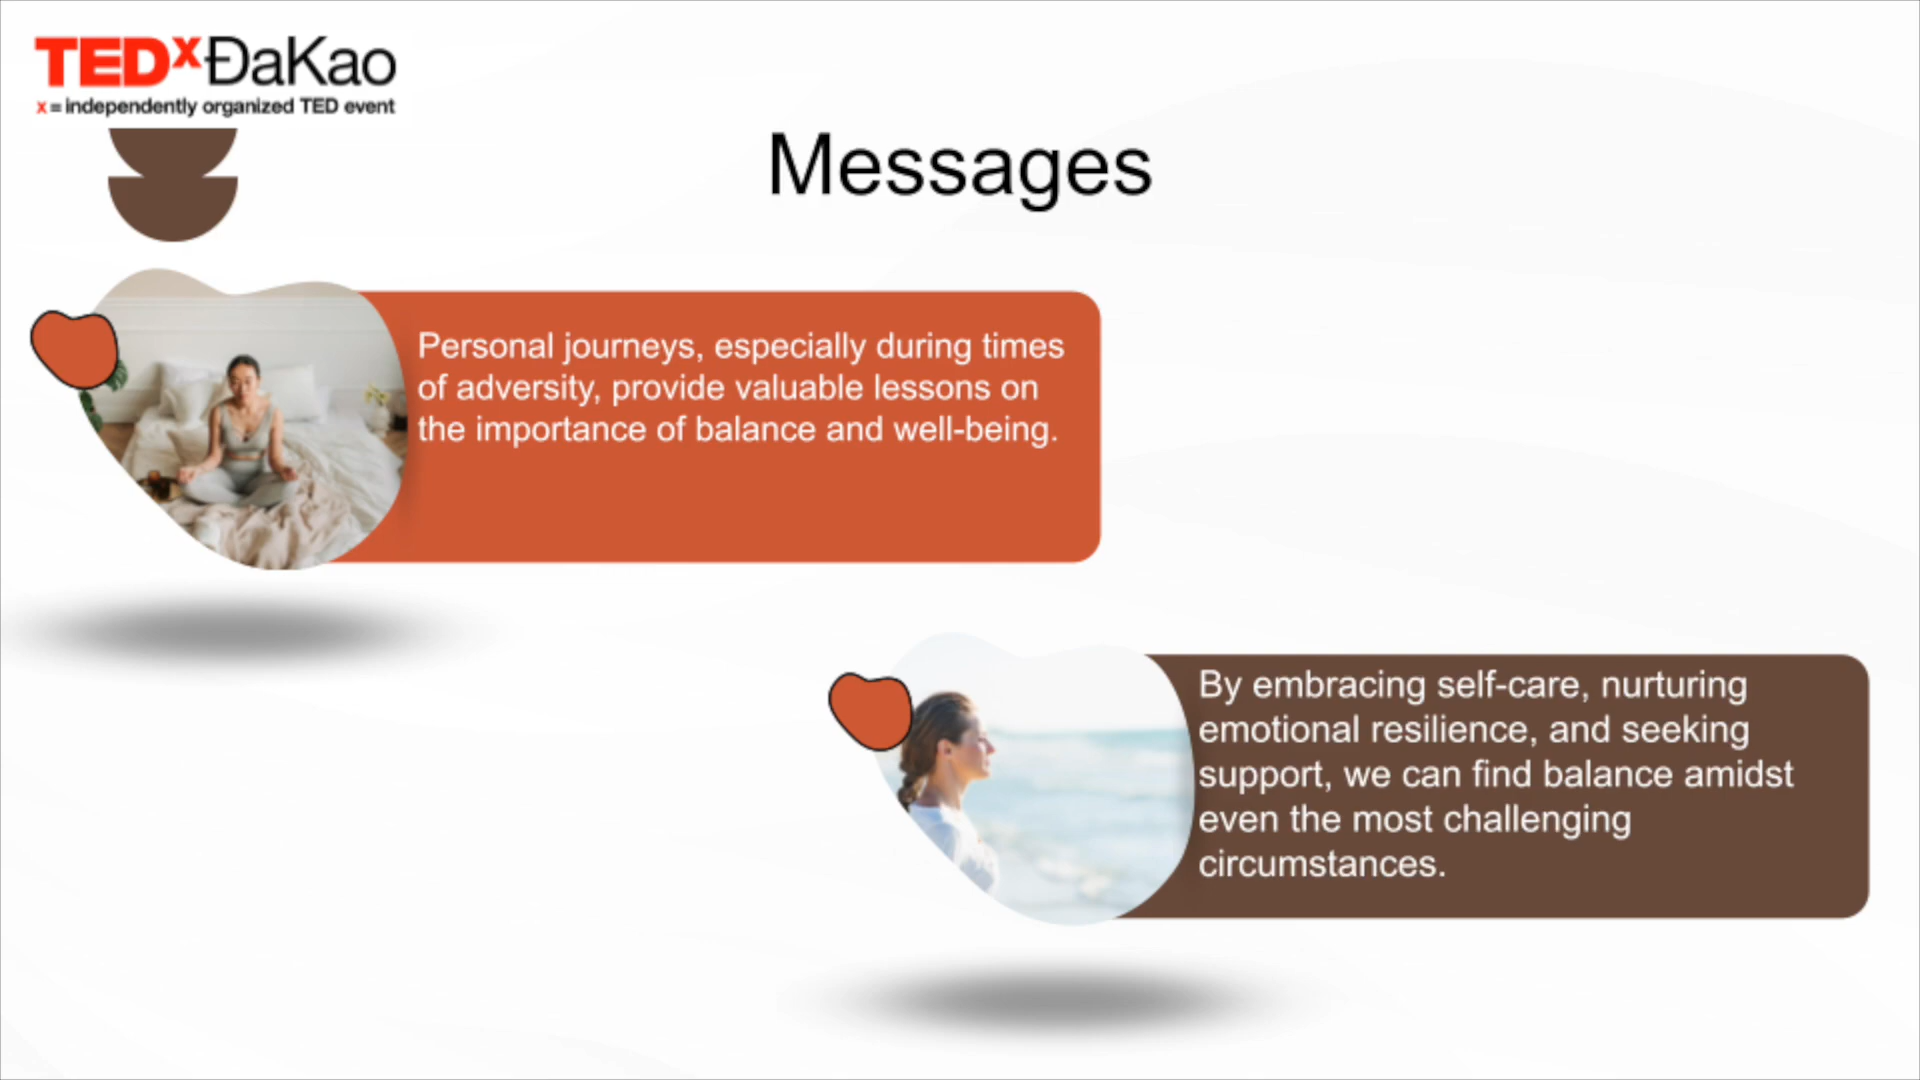 TEDxĐaKao
x = independently organized TED event
Messages
Personal journeys, especially during times
of adversity, provide valuable lessons on
the importance of balance and well-being.
By embracing self-care, nurturing
emotional resilience, and seeking
support, we can find balance amidst
even the most challenging
circumstances.